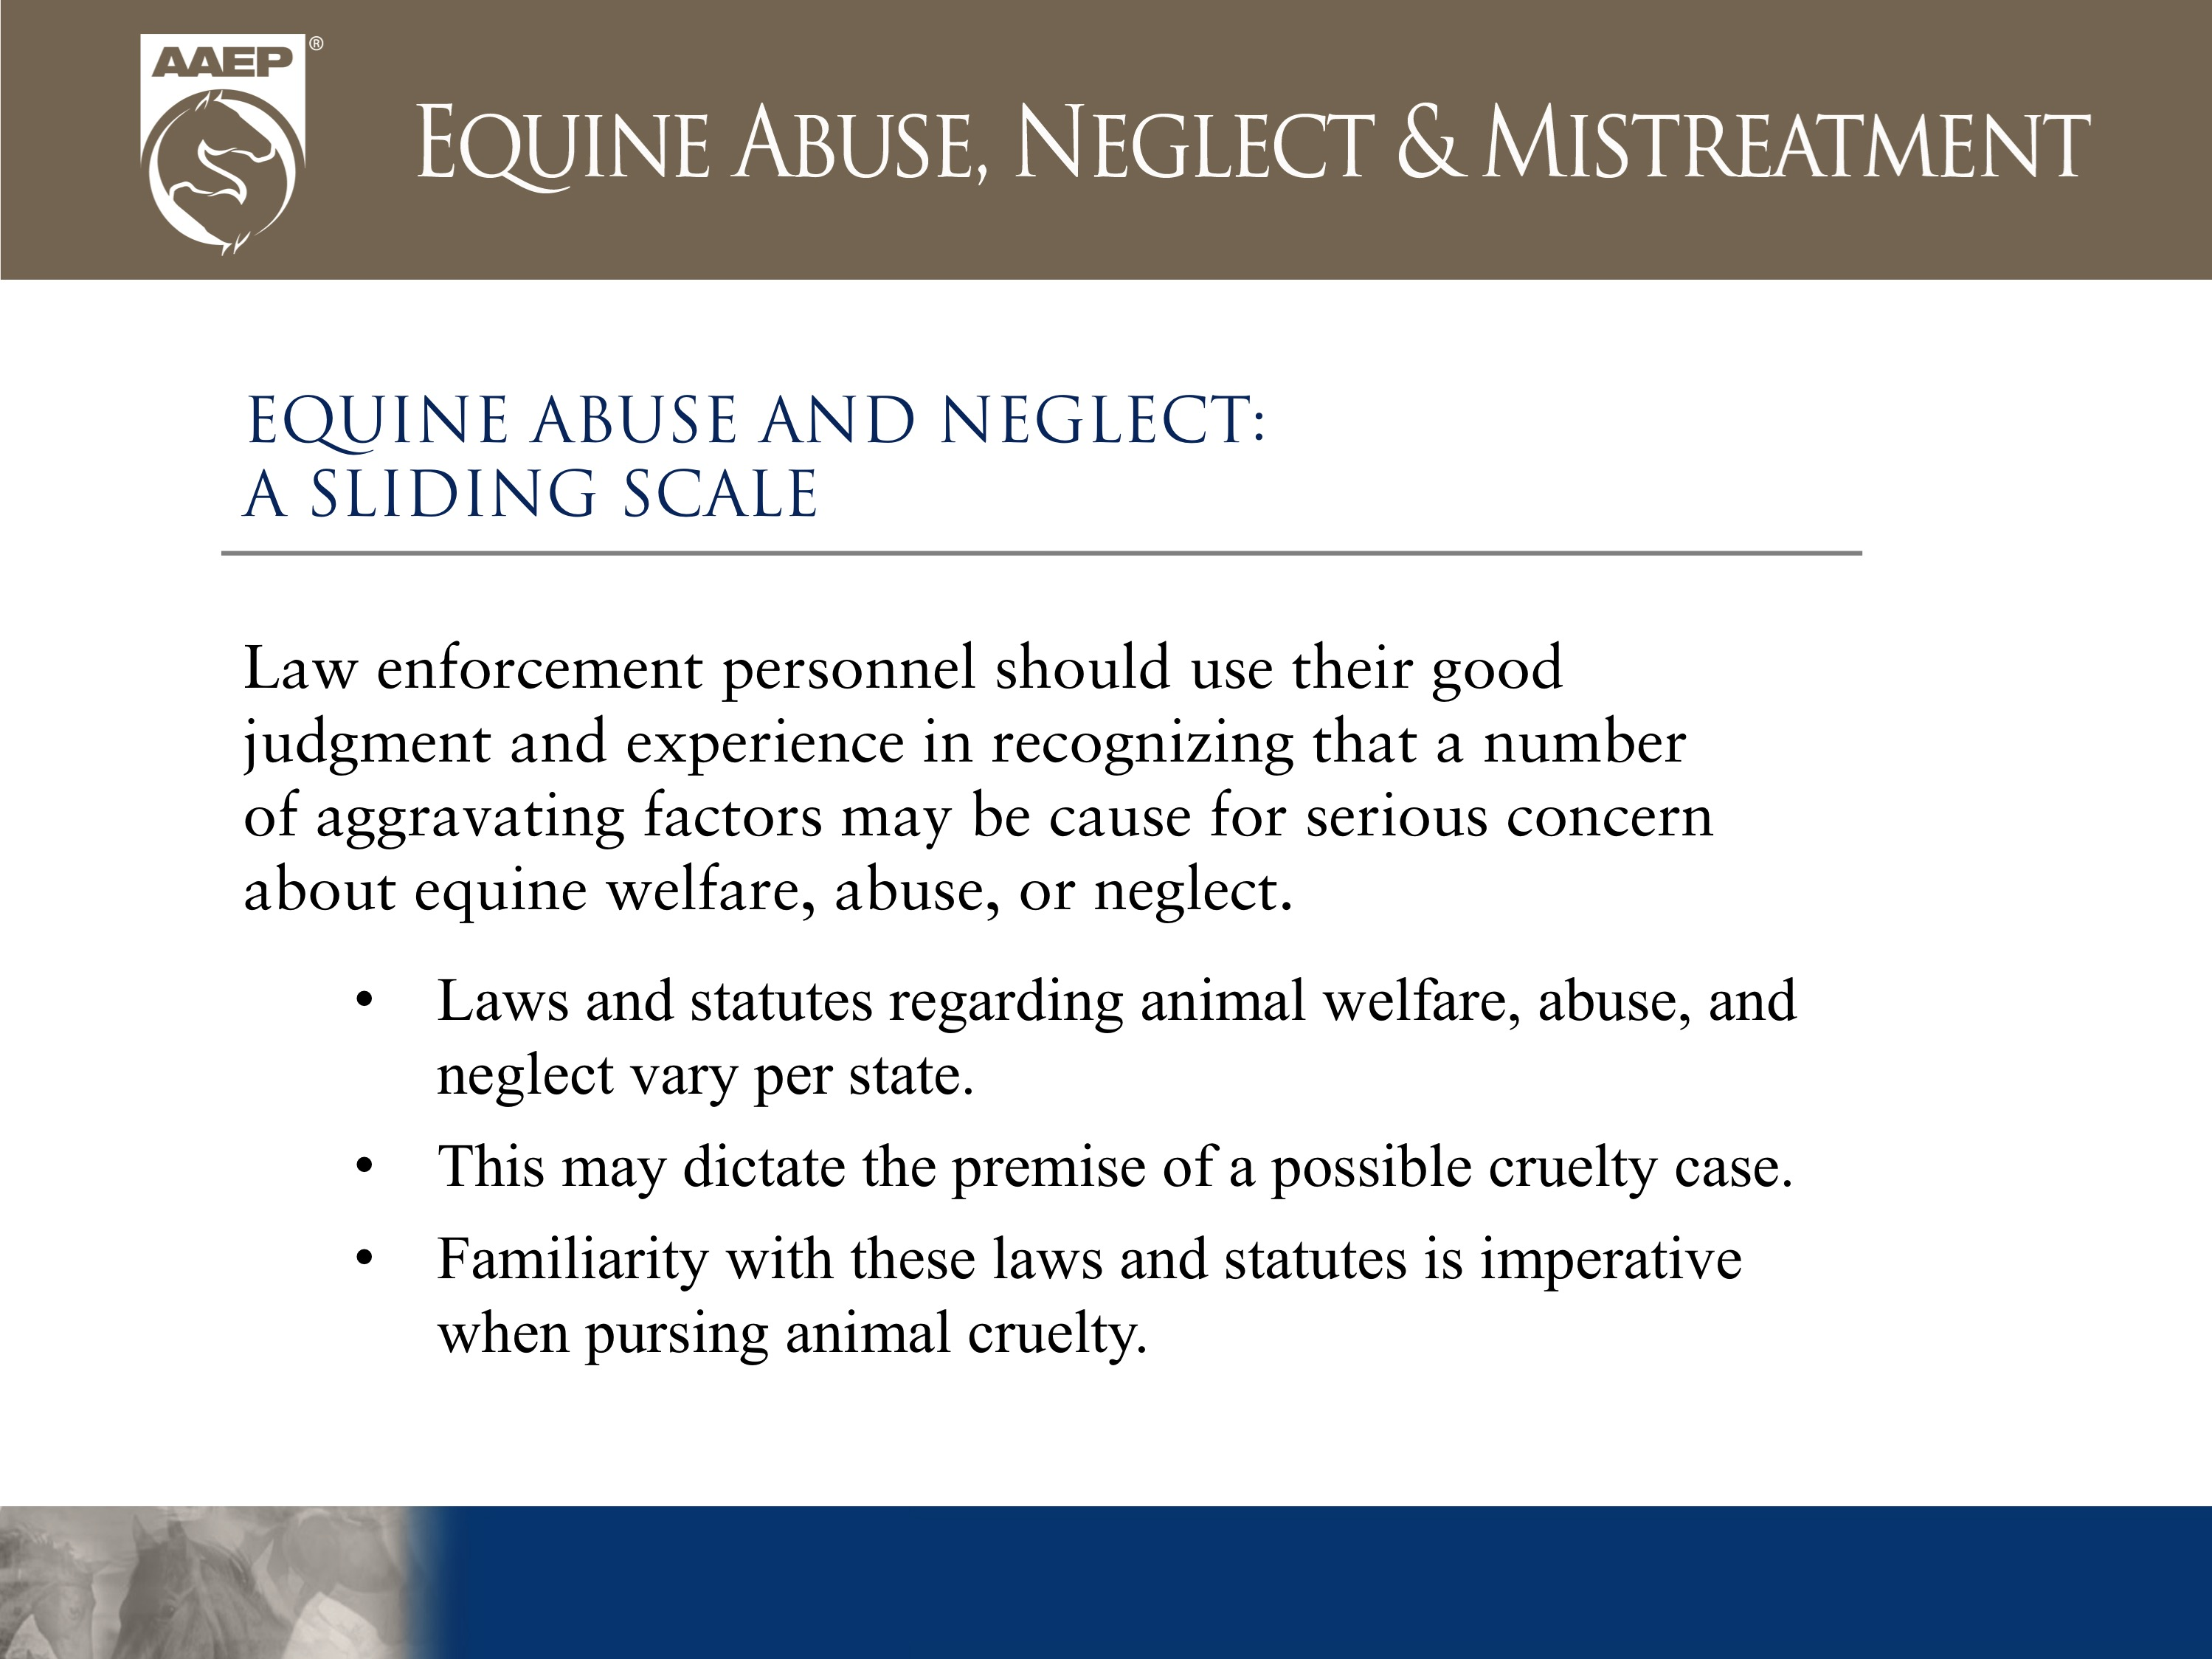 AAEP ®
EQUINE ABUSE, NEGLECT & MISTREATMENT
EQUINE ABUSE AND NEGLECT:
A SLIDING SCALE
Law enforcement personnel should use their good
judgment and experience in recognizing that a number
of aggravating factors may be cause for serious concern
about equine welfare, abuse, or neglect.
• Laws and statutes regarding animal welfare, abuse, and
neglect vary per state.
• This may dictate the premise of a possible cruelty case.
• Familiarity with these laws and statutes is imperative
when pursing animal cruelty.